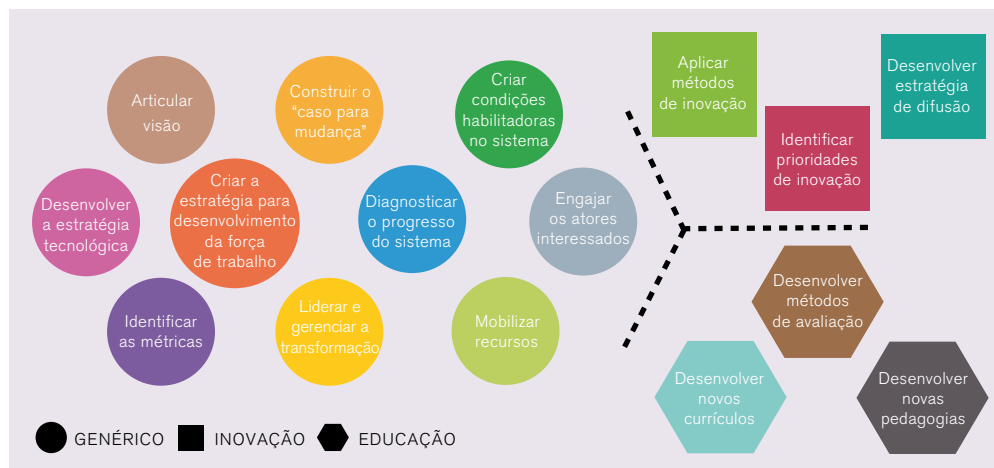 Articular
visão
Construir o
“caso para
mudança”
Criar
condições
habilitadoras
no sistema
Desenvolver
a estratégia
tecnológica
Criar a
estratégia para
desenvolvimento
da força
de trabalho
Diagnosticar
o progresso
do sistema
Engajar
os atores
interessados
Identificar
as métricas
Liderar e
gerenciar a
transformação
Mobilizar
recursos
Aplicar
métodos
de inovação
Identificar
prioridades
de inovação
Desenvolver
estratégia
de difusão
Desenvolver
métodos
de avaliação
Desenvolver
novos
currículos
Desenvolver
novas
pedagogias
GENÉRICO INOVAÇÃO EDUCAÇÃO